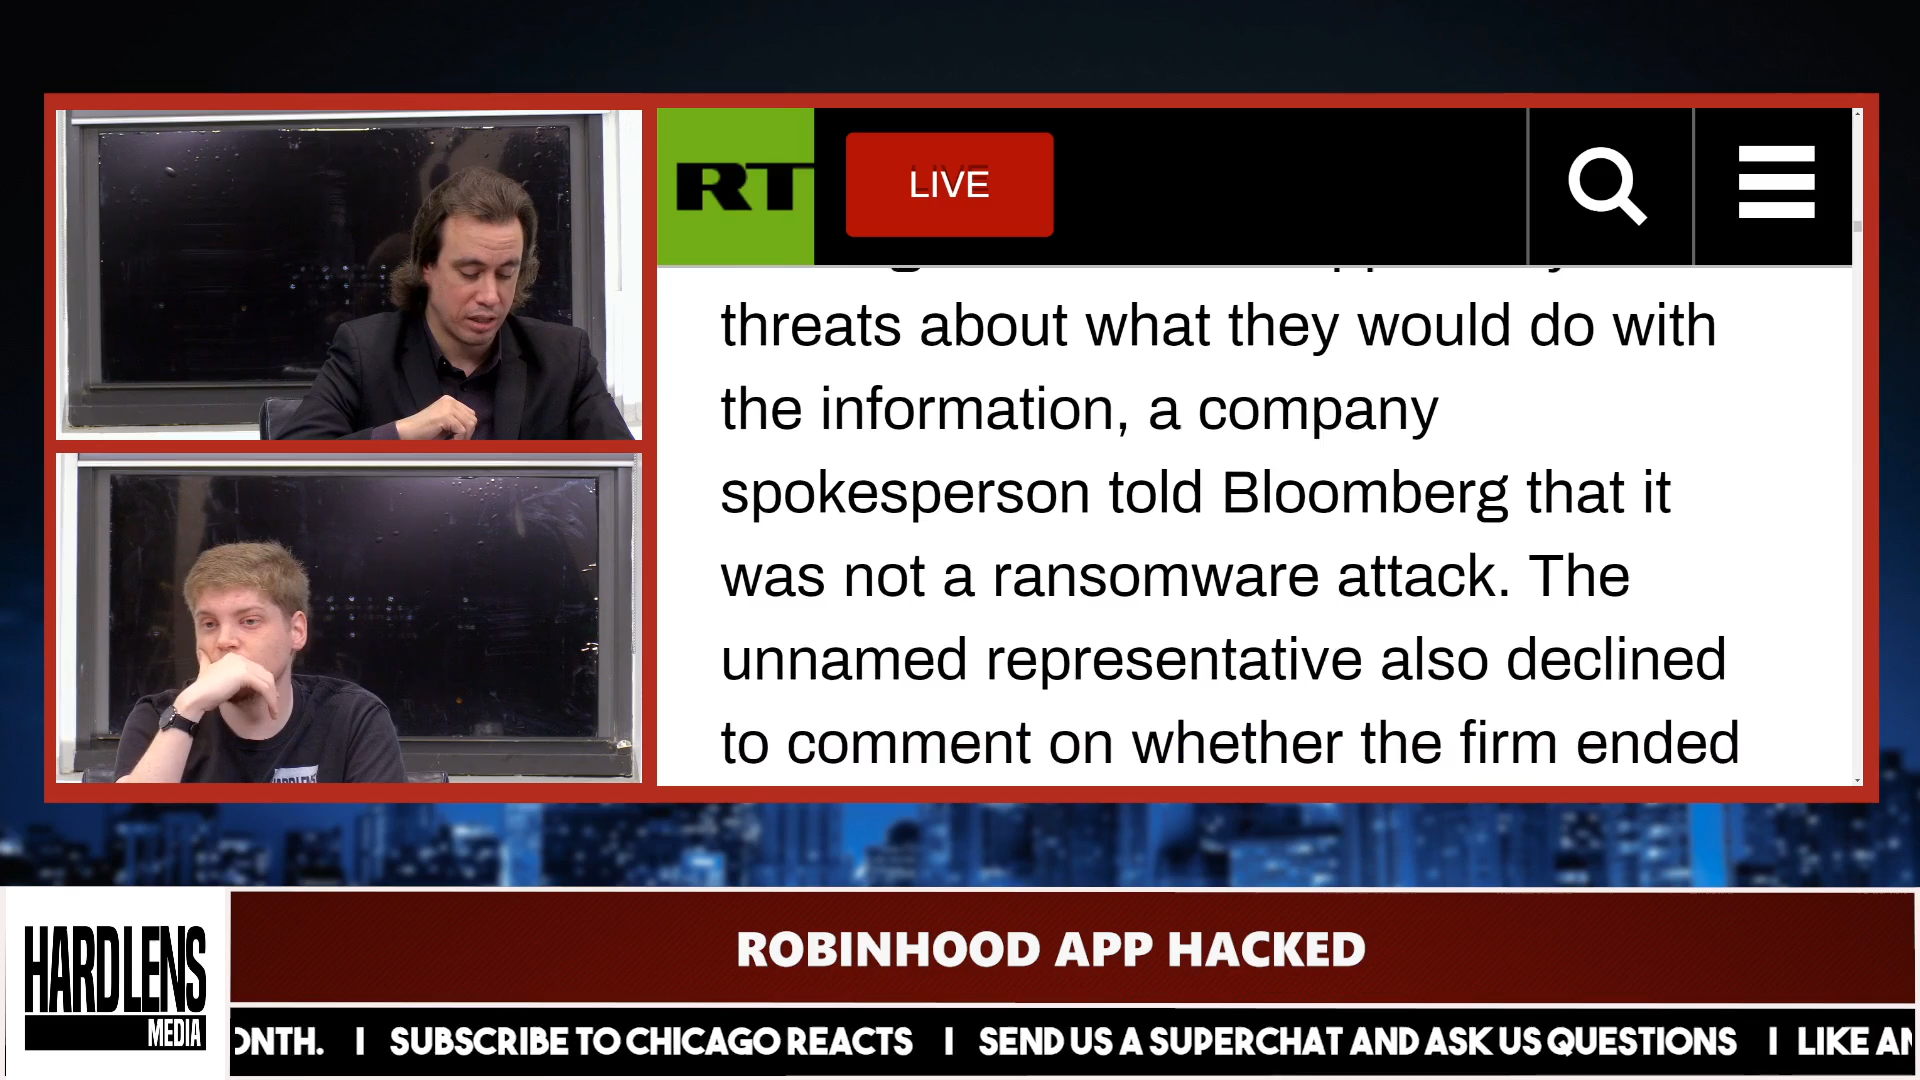 RT
LIVE
threats about what they would do with
the information, a company
spokesperson told Bloomberg that it
was not a ransomware attack. The
unnamed representative also declined
to comment on whether the firm ended
HARD LENS
MEDIA
ROBINHOOD APP HACKED
ONTH. | SUBSCRIBE TO CHICAGO REACTS | SEND US A SUPERCHAT AND ASK US QUESTIONS | LIKE AN